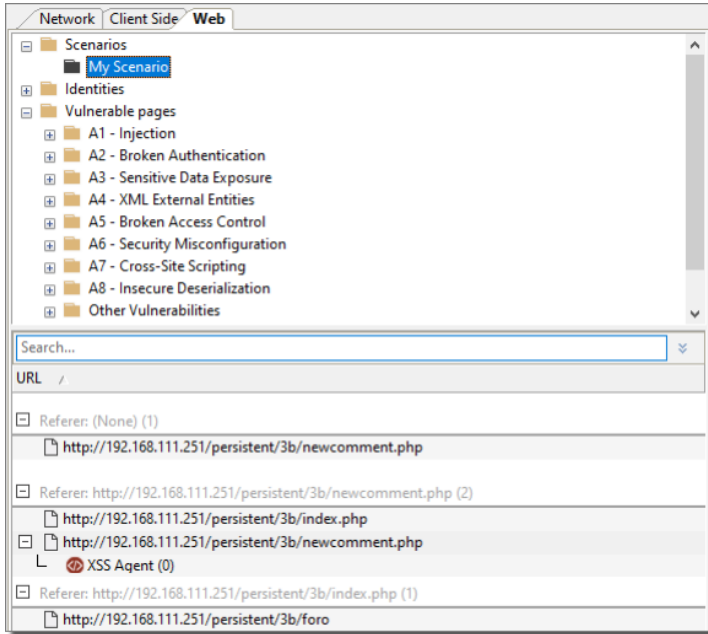 Network Client Side Web
Scenarios
My Scenario
Identities
Vulnerable pages
A1 - Injection
A2 - Broken Authentication
A3 - Sensitive Data Exposure
A4 - XML External Entities
A5 - Broken Access Control
A6 - Security Misconfiguration
A7 - Cross-Site Scripting
A8 - Insecure Deserialization
Other Vulnerabilities
Search...
URL
Referer: (None) (1)
http://192.168.111.251/persistent/3b/newcomment.php
Referer: http://192.168.111.251/persistent/3b/newcomment.php (2)
http://192.168.111.251/persistent/3b/index.php
http://192.168.111.251/persistent/3b/newcomment.php
XSS Agent (0)
Referer: http://192.168.111.251/persistent/3b/index.php (1)
http://192.168.111.251/persistent/3b/foro